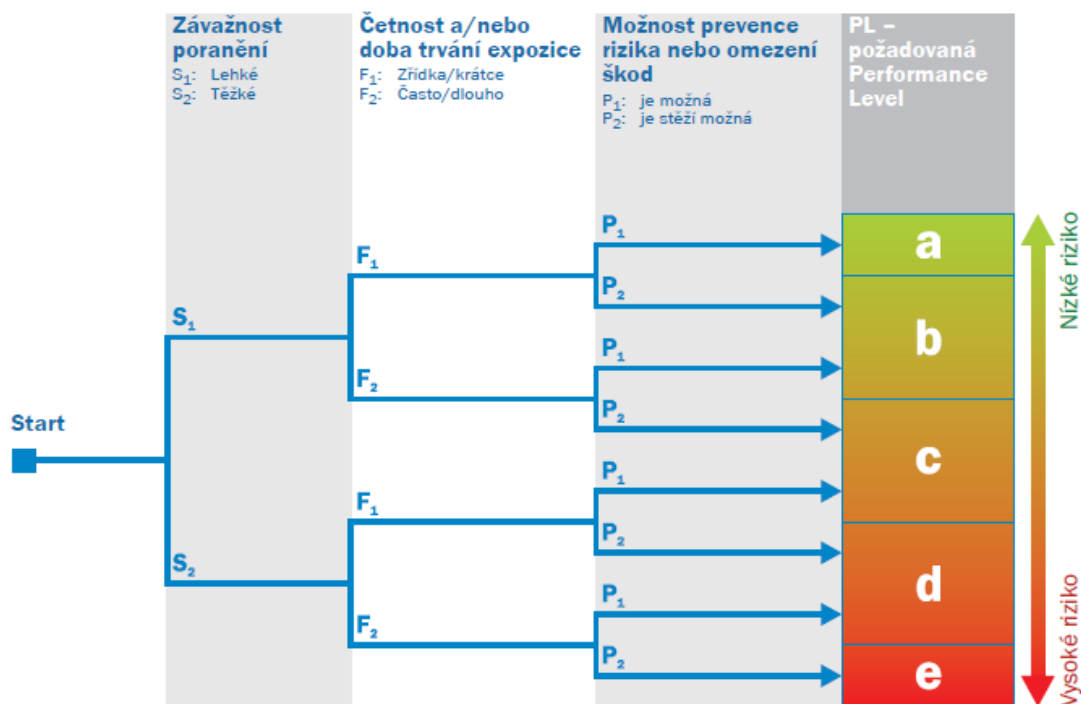 Závažnost
poranění
S1: Lehké
S2: Těžké
Četnost a/nebo
doba trvání expozice
F1: Zřídka/krátce
F2: Často/dlouho
Možnost prevence
rizika nebo omezení
škod
P1: je možná
P2: je stěží možná
PL –
požadovaná
Performance
Level
Start
S1
S2
F1
F2
F1
F2
P1
P2
P1
P2
P1
P2
P1
P2
a
b
c
d
e
Nízké riziko
Vysoké riziko